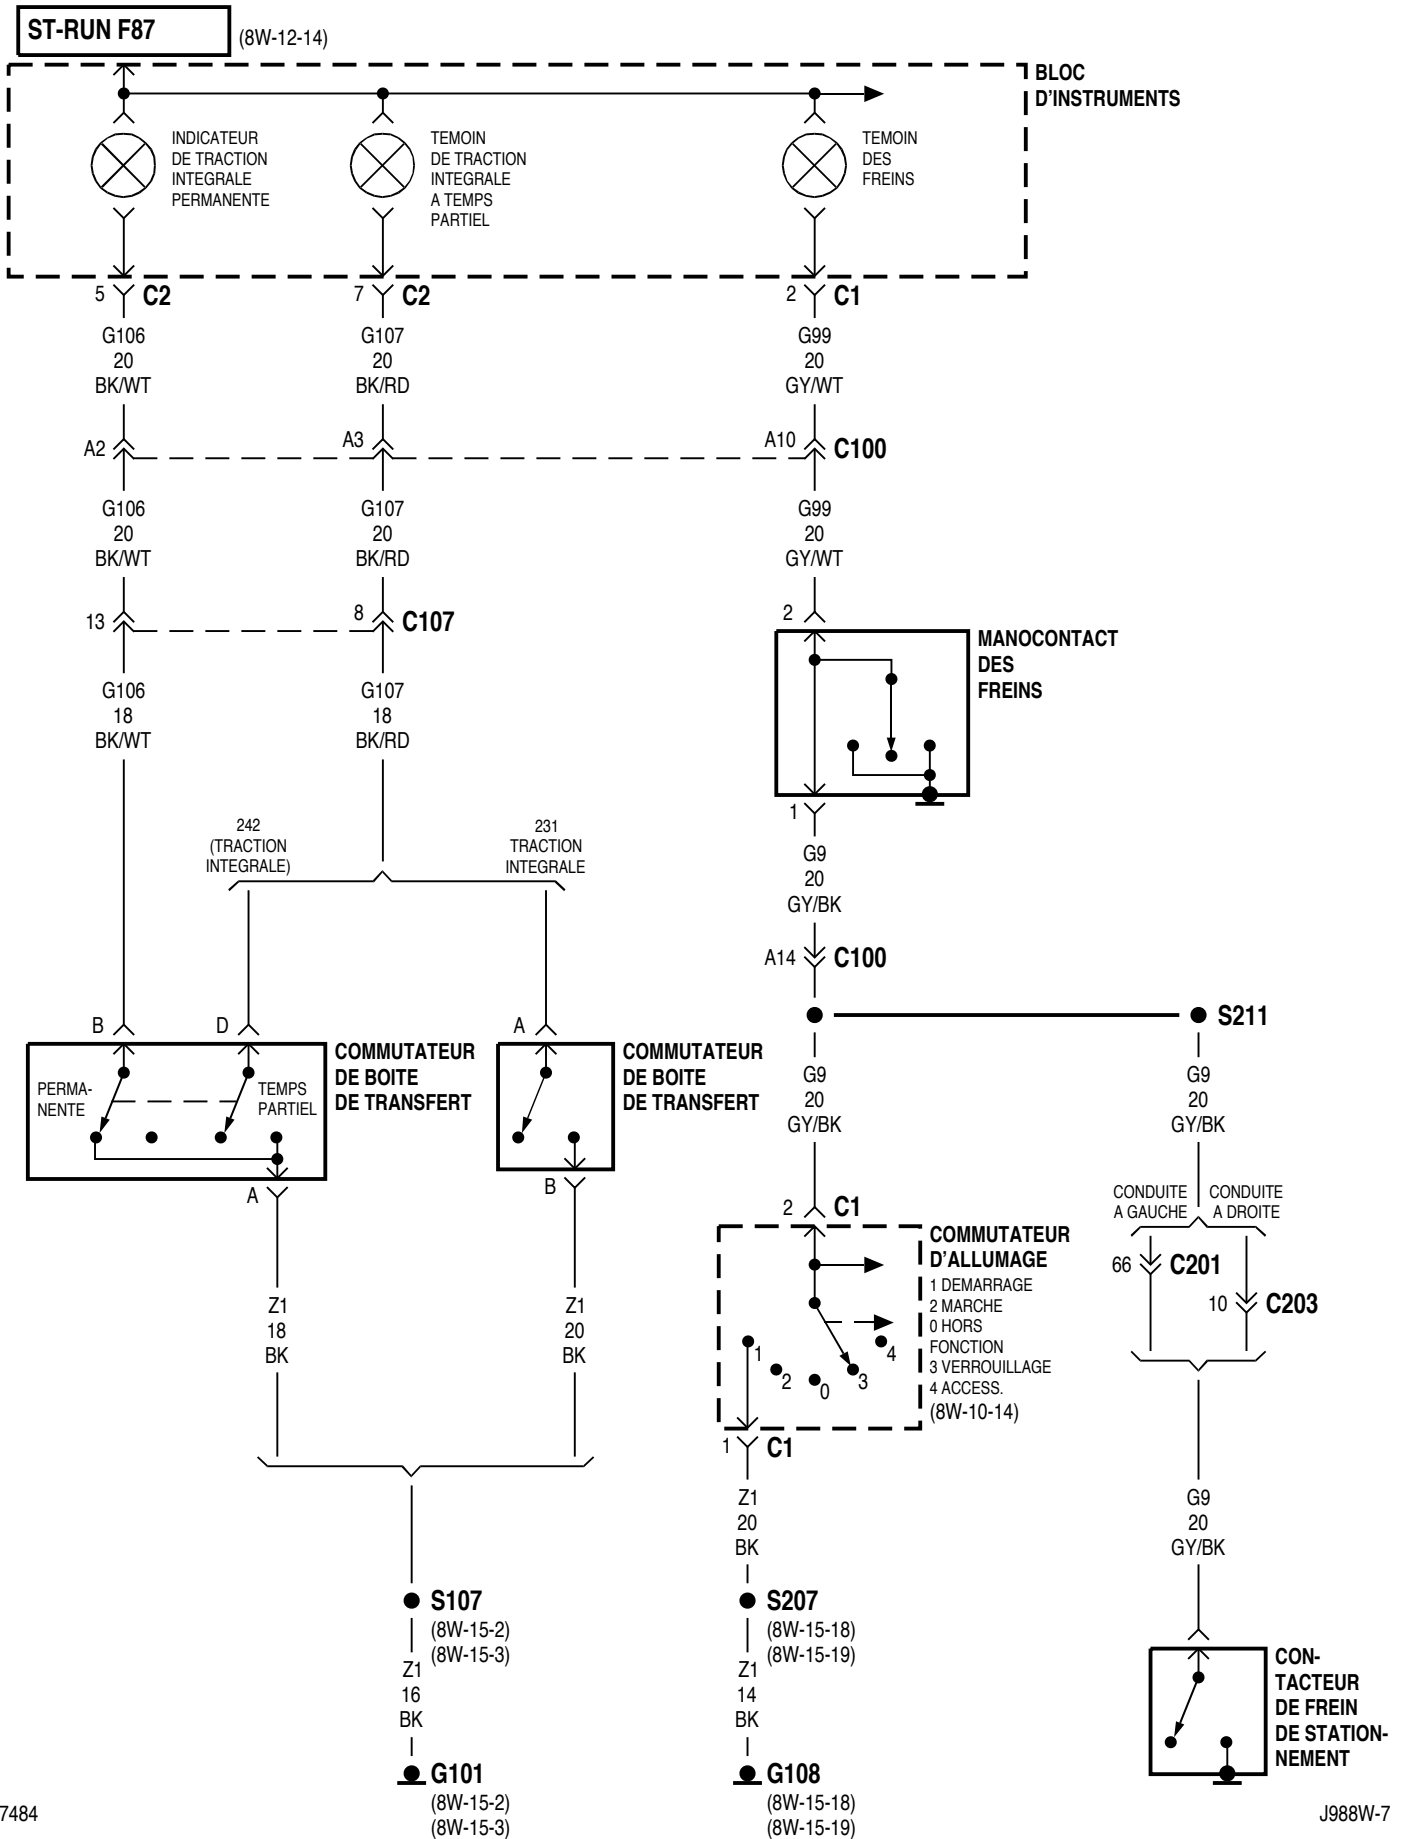 ST-RUN F87
(8W-12-14)
BLOC
D'INSTRUMENTS
INDICATEUR
DE TRACTION
INTEGRALE
PERMANENTE
TEMOIN
DE TRACTION
INTEGRALE
A TEMPS
PARTIEL
TEMOIN
DES
FREINS
5 C2
7 C2
2 C1
G106
20
BK/WT
G107
20
BK/RD
G99
20
GY/WT
A2
A3
A10 C100
G106
20
BK/WT
G107
20
BK/RD
G99
20
GY/WT
13
8 C107
2
MANOCONTACT
DES
FREINS
G106
18
BK/WT
G107
18
BK/RD
1
242
(TRACTION
INTEGRALE)
231
TRACTION
INTEGRALE
G9
20
GY/BK
A14 C100
S211
B
D
A
COMMUTATEUR
DE BOITE
DE TRANSFERT
PERMA-
NENTE
TEMPS
PARTIEL
COMMUTATEUR
DE BOITE
DE TRANSFERT
A
B
G9
20
GY/BK
G9
20
GY/BK
2 C1
CONDUITE
A GAUCHE
CONDUITE
A DROITE
66 C201
10 C203
COMMUTATEUR
D'ALLUMAGE
1 DEMARRAGE
2 MARCHE
0 HORS
FONCTION
3 VERROUILLAGE
4 ACCESS.
(8W-10-14)
1
2
0
3
4
1 C1
Z1
18
BK
Z1
20
BK
Z1
20
BK
G9
20
GY/BK
S107
(8W-15-2)
(8W-15-3)
S207
(8W-15-18)
(8W-15-19)
Z1
16
BK
Z1
14
BK
CON-
TACTEUR
DE FREIN
DE STATION-
NEMENT
G101
(8W-15-2)
(8W-15-3)
G108
(8W-15-18)
(8W-15-19)
7484
J988W-7